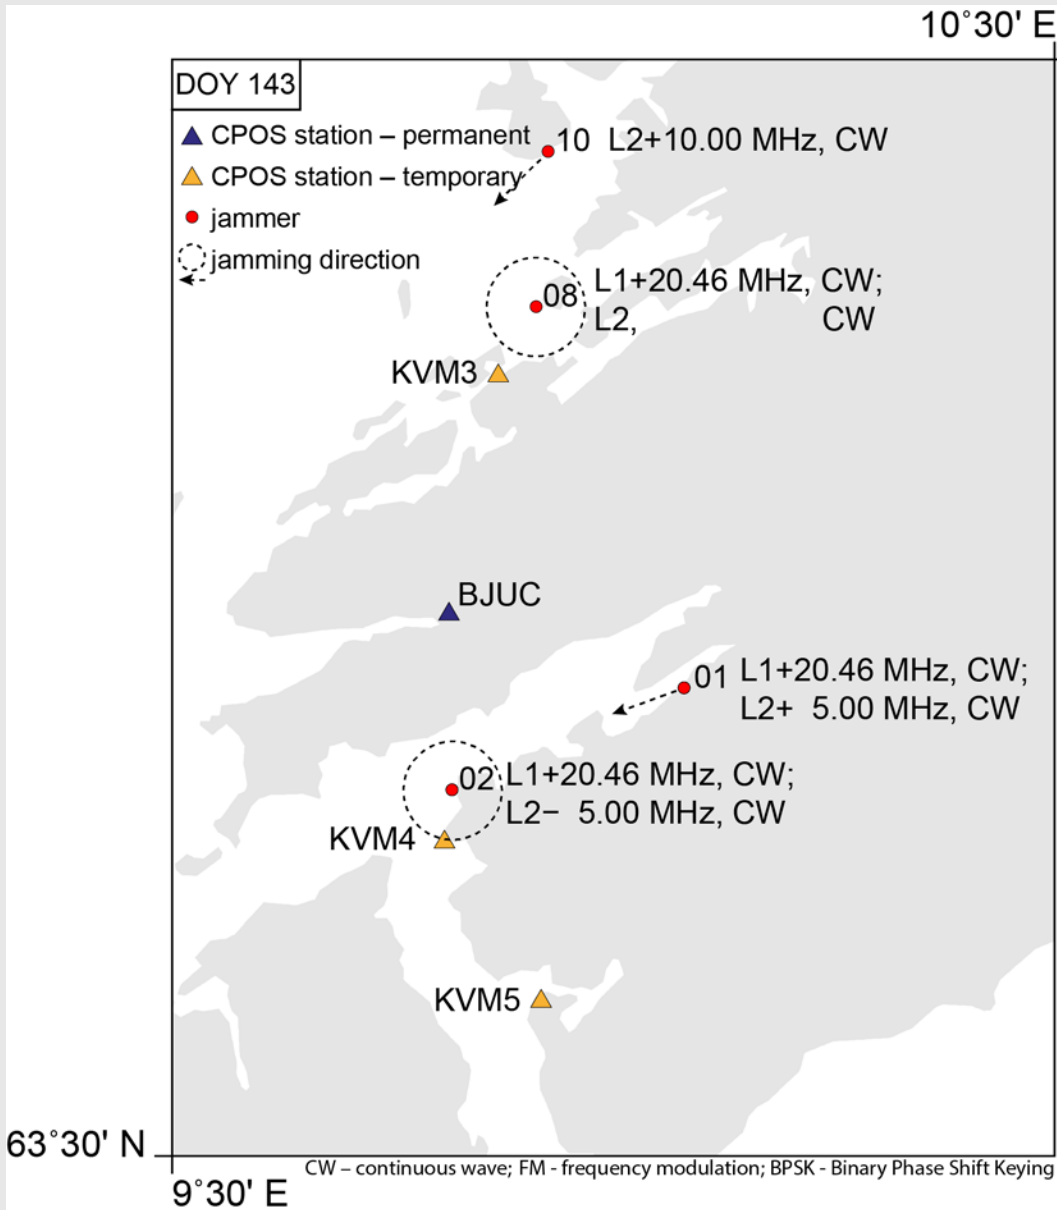 10°30' E
DOY 143
CPOS station – permanent
CPOS station – temporary
jammer
jamming direction
10 L2+10.00 MHz, CW
08 L1+20.46 MHz, CW;
L2, CW
KVM3
BJUC
01 L1+20.46 MHz, CW;
L2+ 5.00 MHz, CW
02 L1+20.46 MHz, CW;
L2− 5.00 MHz, CW
KVM4
KVM5
63°30' N
CW – continuous wave; FM - frequency modulation; BPSK - Binary Phase Shift Keying
9°30' E